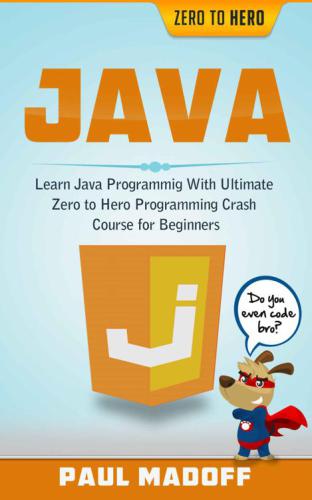 ZERO TO HERO
JAVA
Learn Java Programmig With Ultimate
Zero to Hero Programming Crash
Course for Beginners
J
Do you
even code
bro?
PAUL MADOFF